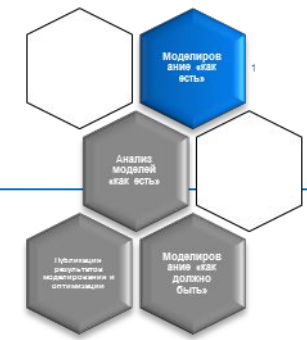 Моделиров
ание «как
есть»
1
Анализ
моделей
«как есть»
Публикация
результатов
моделирования и
оптимизации
Моделиров
ание «как
должно
быть»